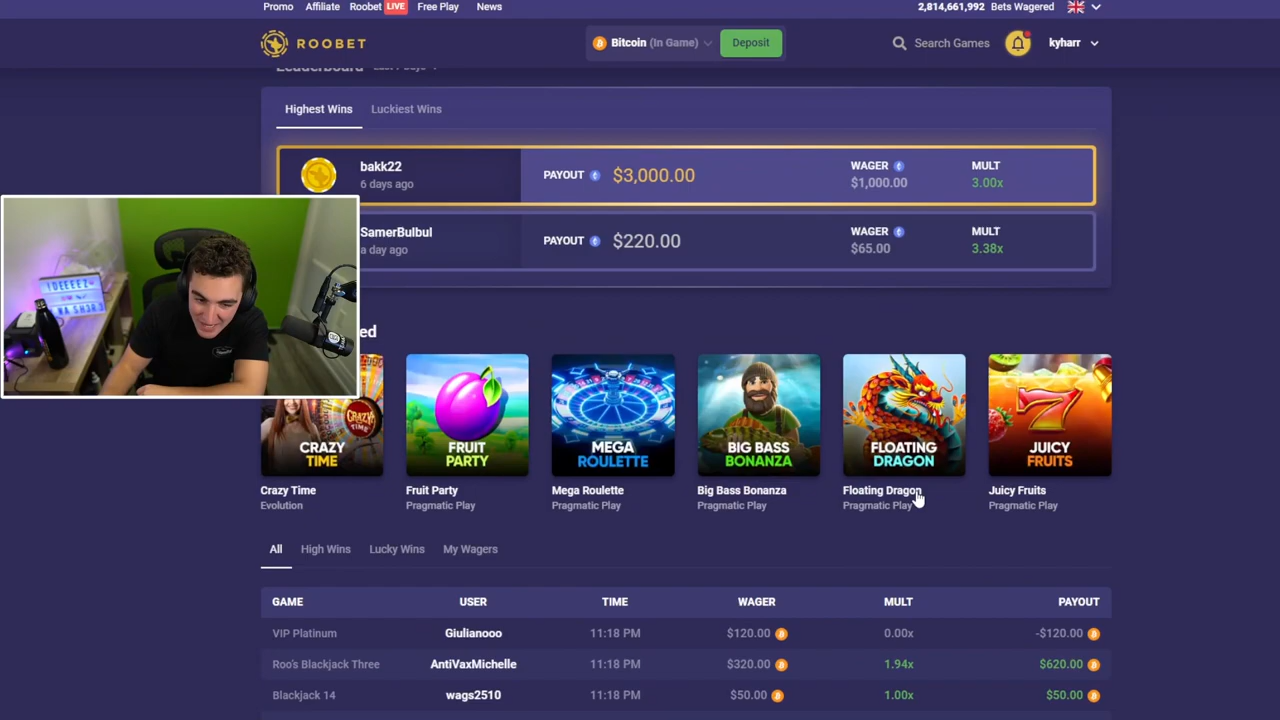 Promo Affiliate Roobet LIVE Free Play News 2,814,661,992 Bets Wagered
ROOBET Bitcoin (In Game) Deposit Search Games kyharr
Leaderboard
Highest Wins Luckiest Wins
bakk22
6 days ago
PAYOUT $3,000.00
WAGER
$1,000.00
MULT
3.00x
SamerBulbul
a day ago
PAYOUT $220.00
WAGER
$65.00
MULT
3.38x
CRAZY
TIME
FRUIT
PARTY
MEGA
ROULETTE
BIG BASS
BONANZA
FLOATING
DRAGON
JUICY
FRUITS
Crazy Time Fruit Party Mega Roulette Big Bass Bonanza Floating Dragon Juicy Fruits
Evolution Pragmatic Play Pragmatic Play Pragmatic Play Pragmatic Play Pragmatic Play
All High Wins Lucky Wins My Wagers
GAME USER TIME WAGER MULT PAYOUT
VIP Platinum Giulianooo 11:18 PM $120.00 0.00x -$120.00
Roo's Blackjack Three AntiVaxMichelle 11:18 PM $320.00 1.94x $620.00
Blackjack 14 wags2510 11:18 PM $50.00 1.00x $50.00